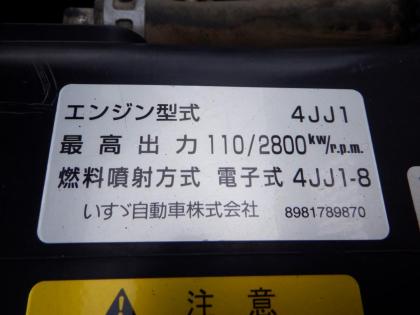 エンジン型式 4JJ1
最高出力 110/2800kw/r.p.m.
燃料噴射方式 電子式 4JJ1-8
いすゞ自動車株式会社 8981789870
注意